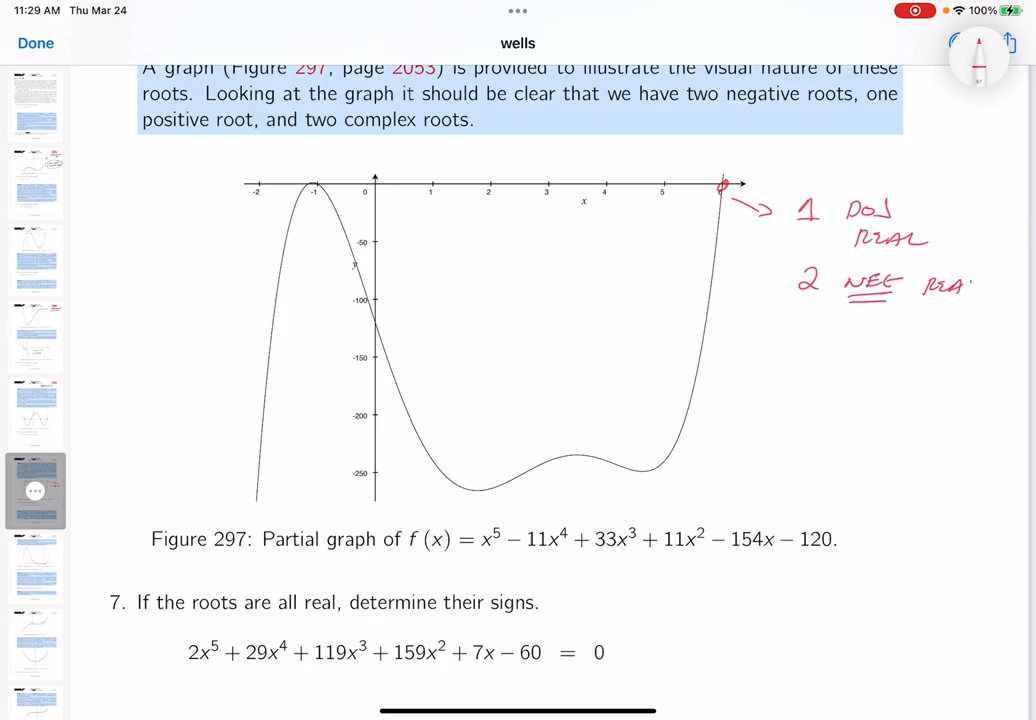 11:29 AM Thu Mar 24
100%
Done
wells
97
A graph (Figure 297, page 2053) is provided to illustrate the visual nature of these
roots. Looking at the graph it should be clear that we have two negative roots, one
positive root, and two complex roots.
-2 -1 0 1 2 3 4 5
x
y
-50
-100
-150
-200
-250
1 POS
REAL
2 NEG REA
Figure 297: Partial graph of f (x) = x⁵ − 11x⁴ + 33x³ + 11x² − 154x − 120.
7. If the roots are all real, determine their signs.
2x⁵ + 29x⁴ + 119x³ + 159x² + 7x − 60 = 0